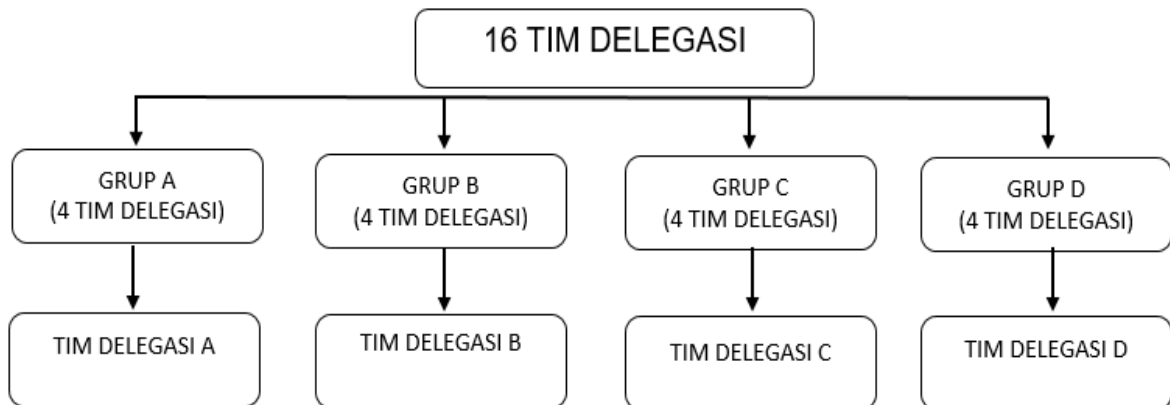 16 TIM DELEGASI
GRUP A
(4 TIM DELEGASI)
GRUP B
(4 TIM DELEGASI)
GRUP C
(4 TIM DELEGASI)
GRUP D
(4 TIM DELEGASI)
TIM DELEGASI A
TIM DELEGASI B
TIM DELEGASI C
TIM DELEGASI D